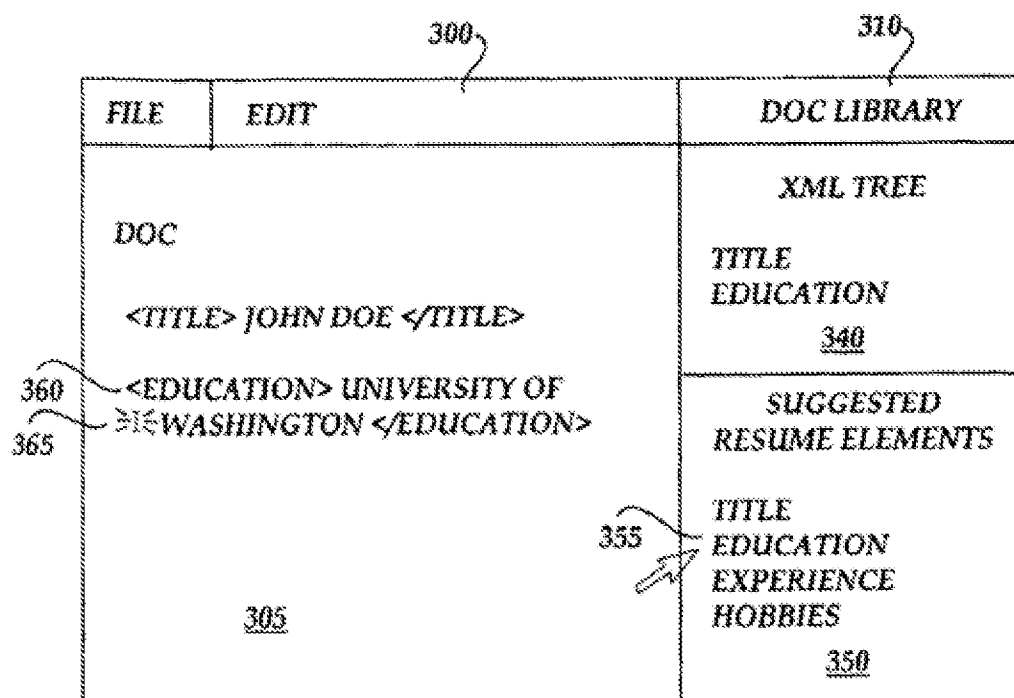 300
310
FILE
EDIT
DOC LIBRARY
DOC
<TITLE> JOHN DOE </TITLE>
360
<EDUCATION> UNIVERSITY OF
365
WASHINGTON </EDUCATION>
305
XML TREE
TITLE
EDUCATION
340
SUGGESTED
RESUME ELEMENTS
TITLE
355
EDUCATION
EXPERIENCE
HOBBIES
350